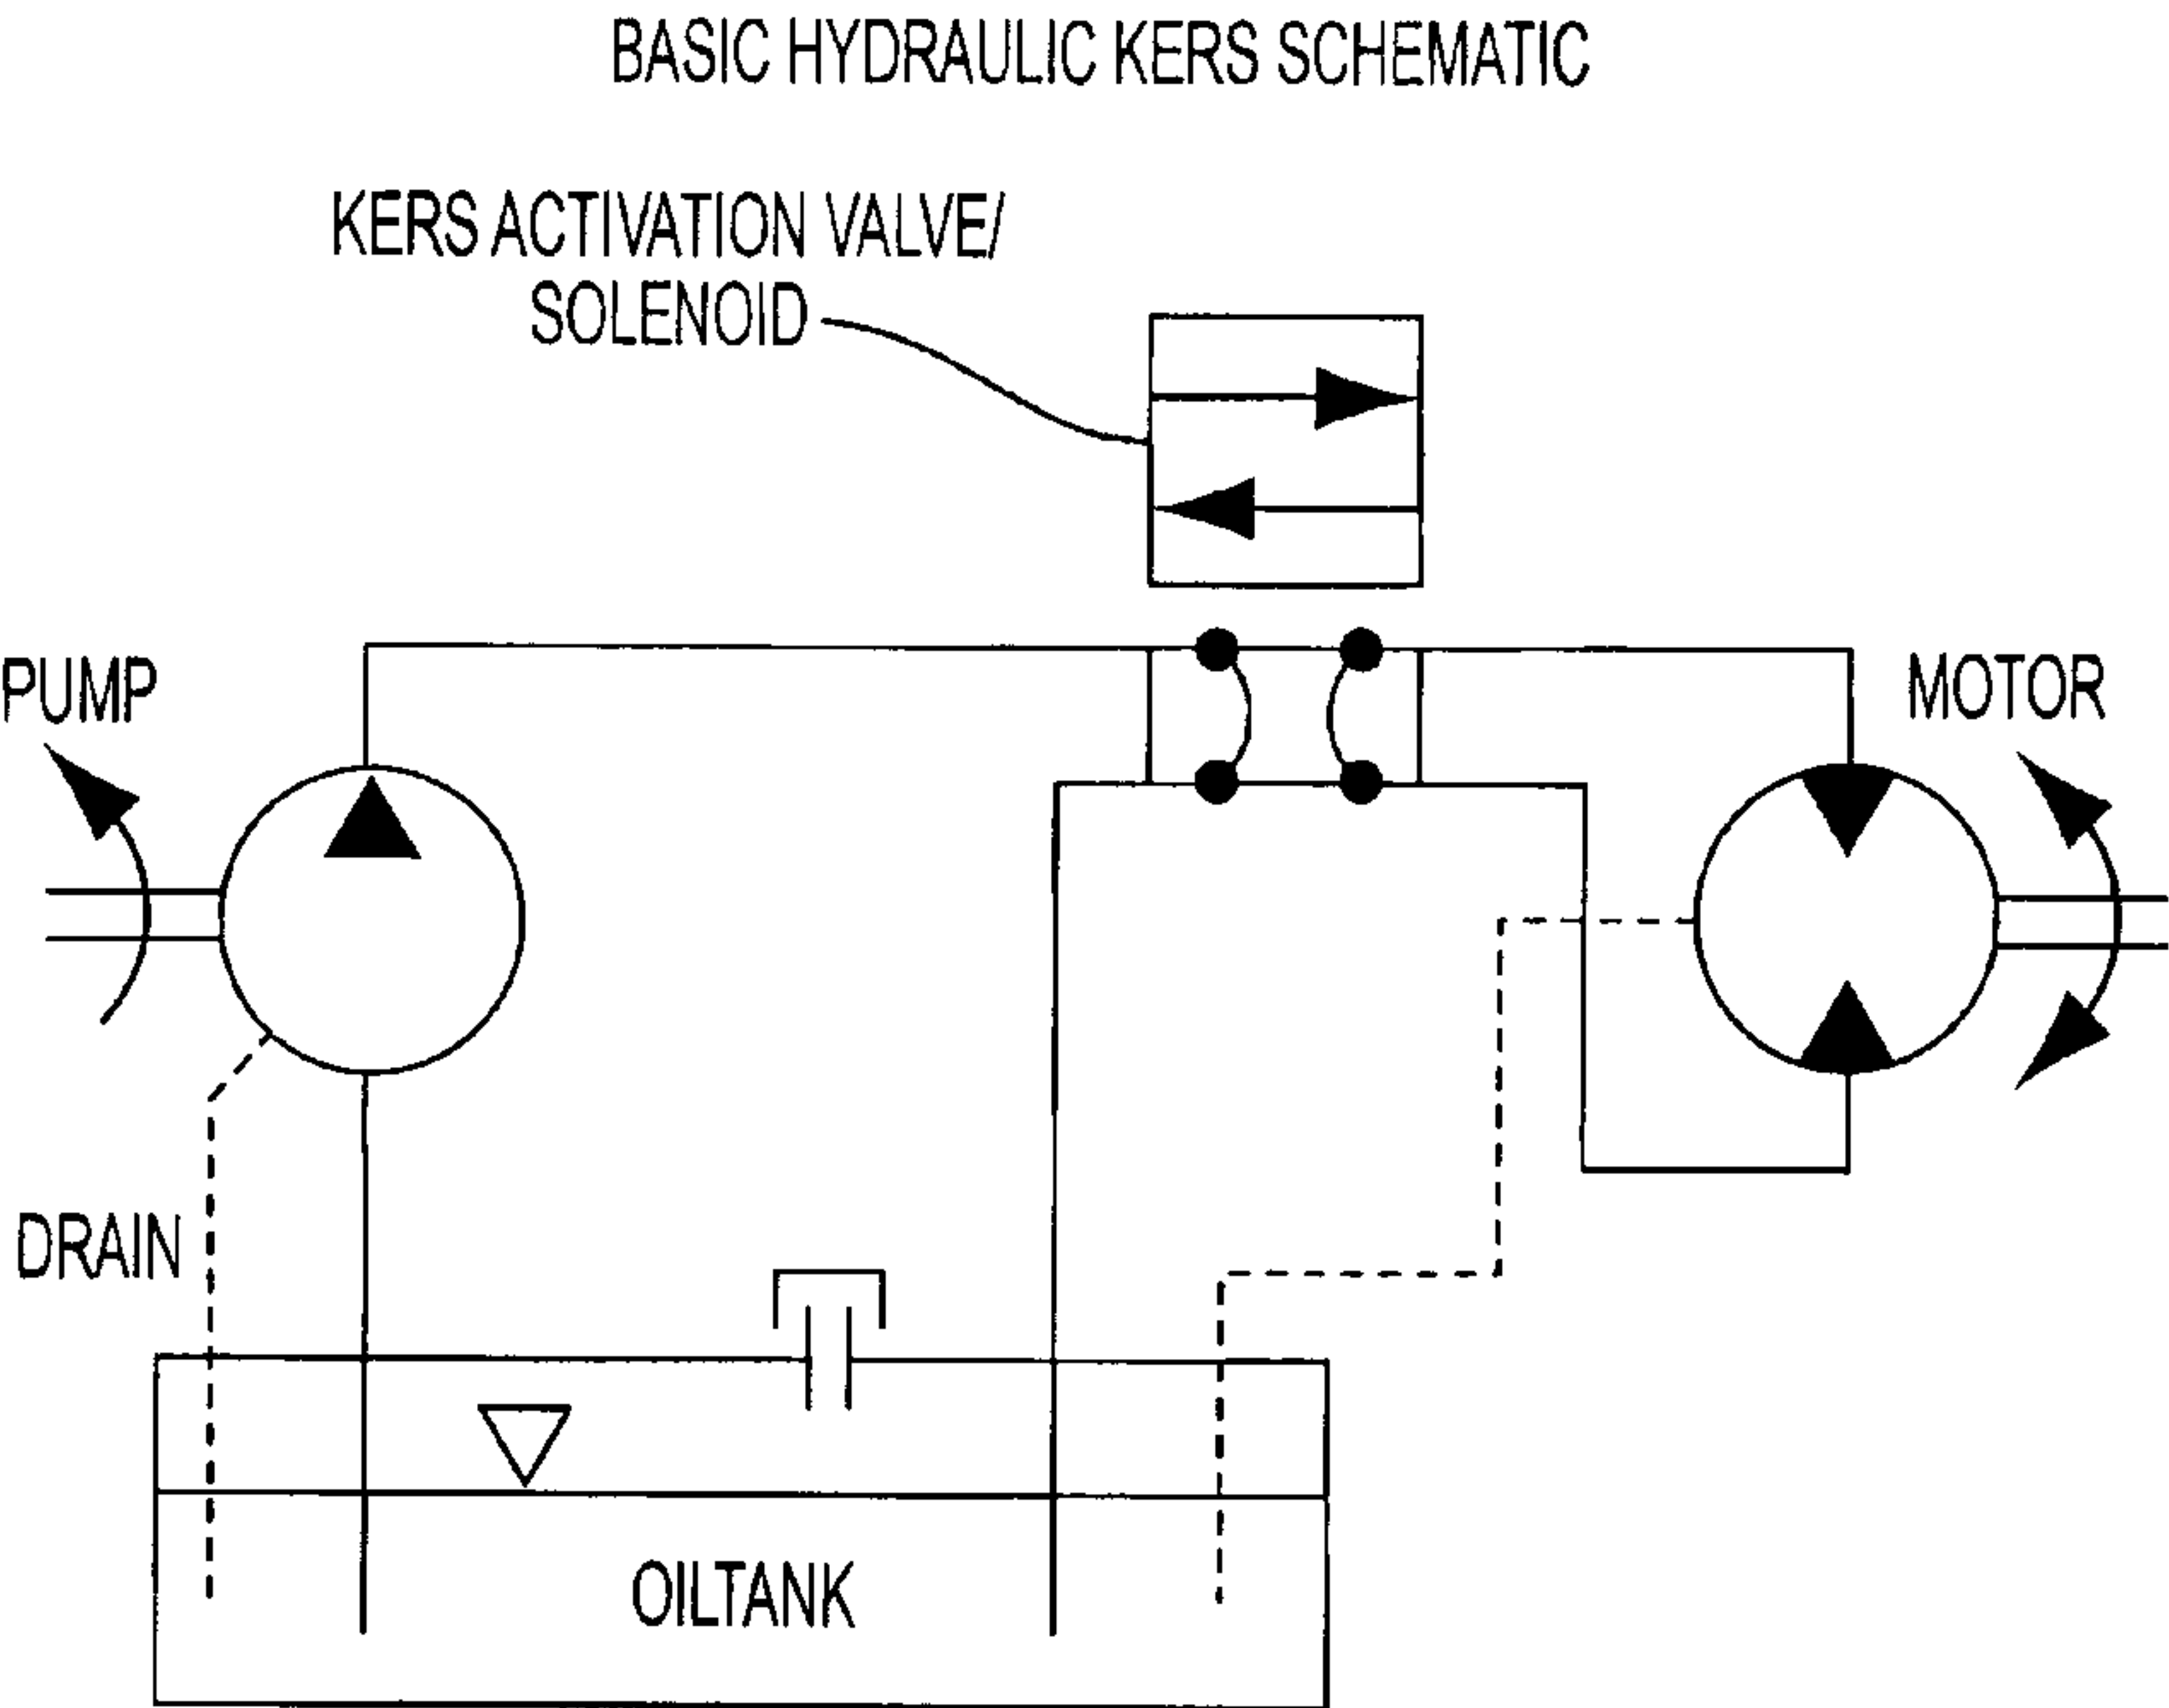 BASIC HYDRAULIC KERS SCHEMATIC
KERS ACTIVATION VALVE/
SOLENOID
PUMP
MOTOR
DRAIN
OILTANK